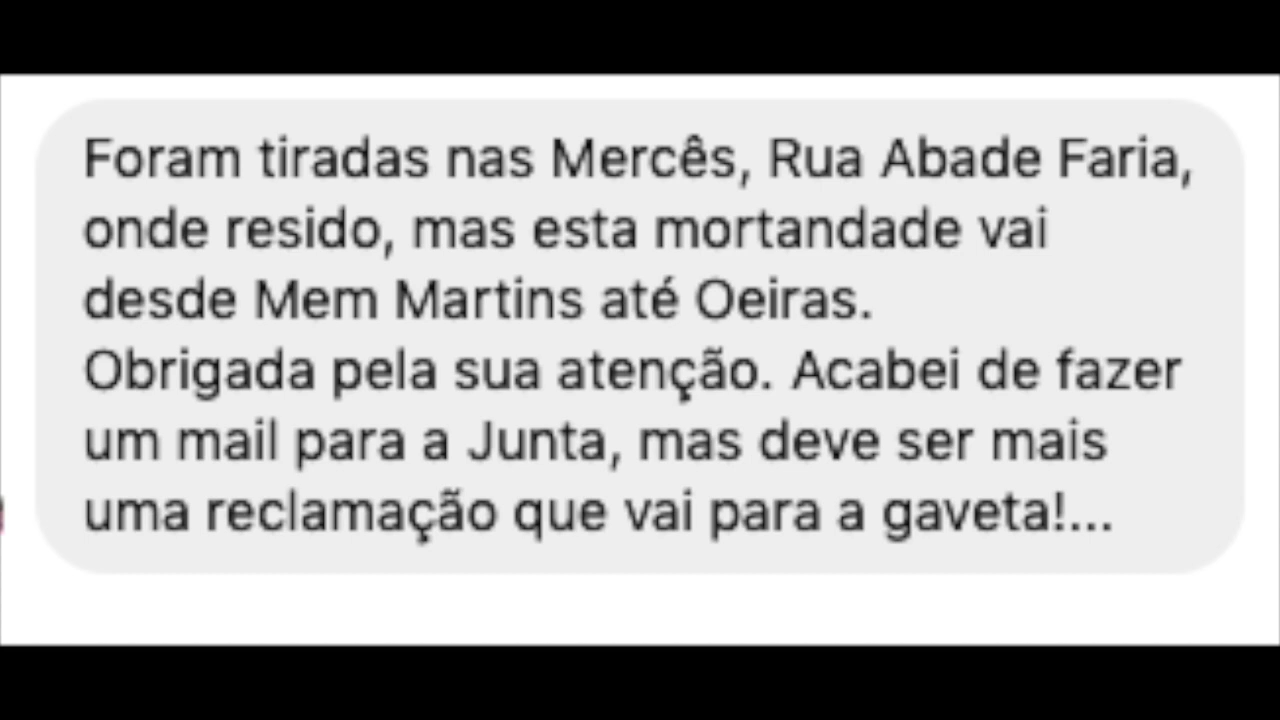 Foram tiradas nas Mercês, Rua Abade Faria,
onde resido, mas esta mortandade vai
desde Mem Martins até Oeiras.
Obrigada pela sua atenção. Acabei de fazer
um mail para a Junta, mas deve ser mais
uma reclamação que vai para a gaveta!...